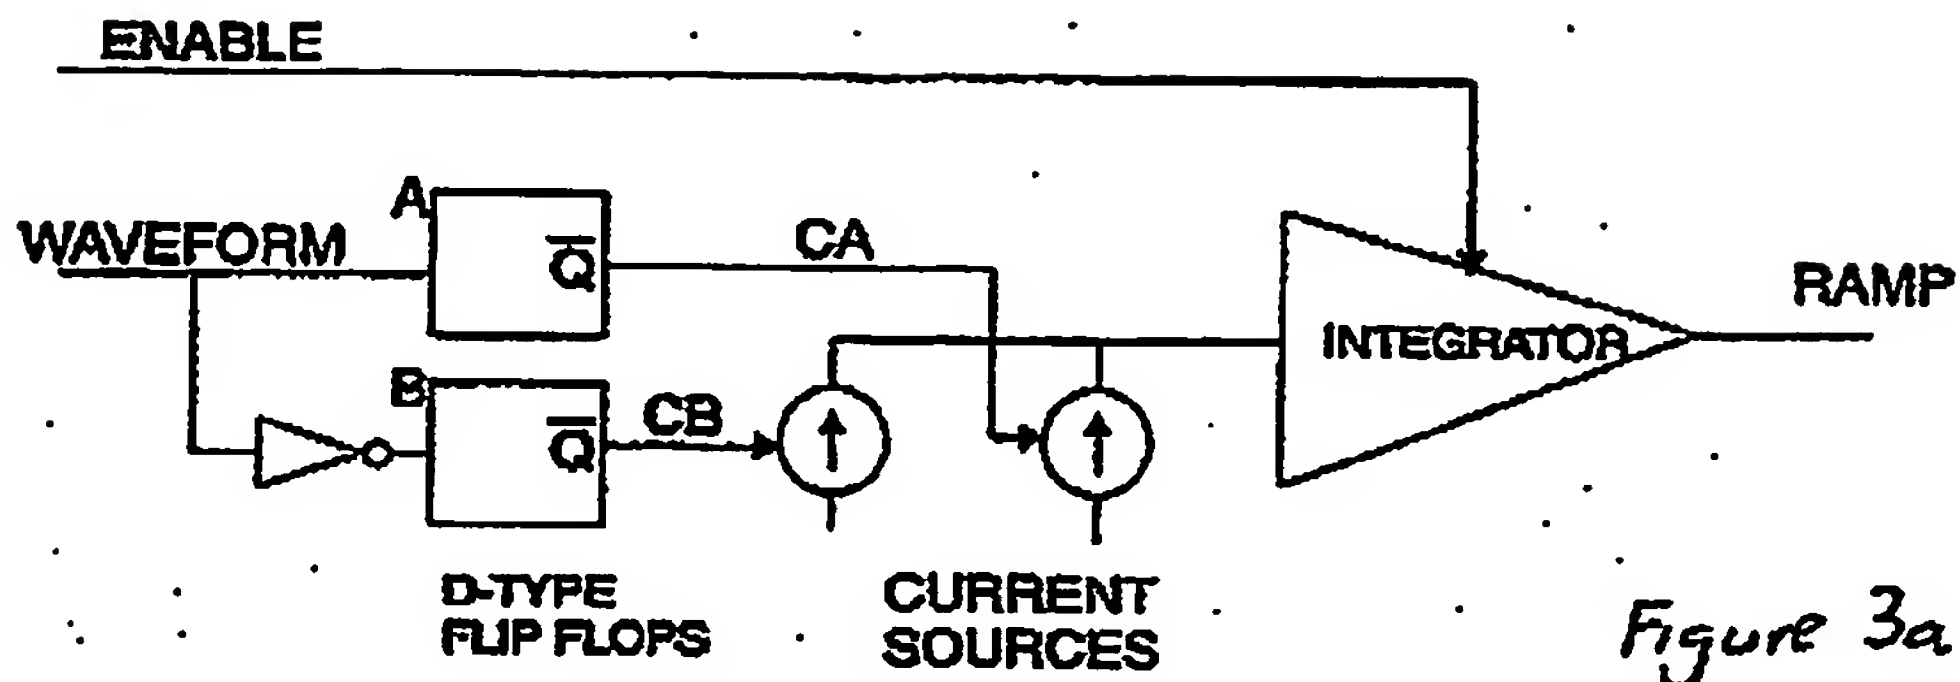 ENABLE
A
WAVEFORM
Q̅
CA
RAMP
INTEGRATOR
B
Q̅
CB
D-TYPE
FLIP FLOPS
CURRENT
SOURCES
Figure 3a